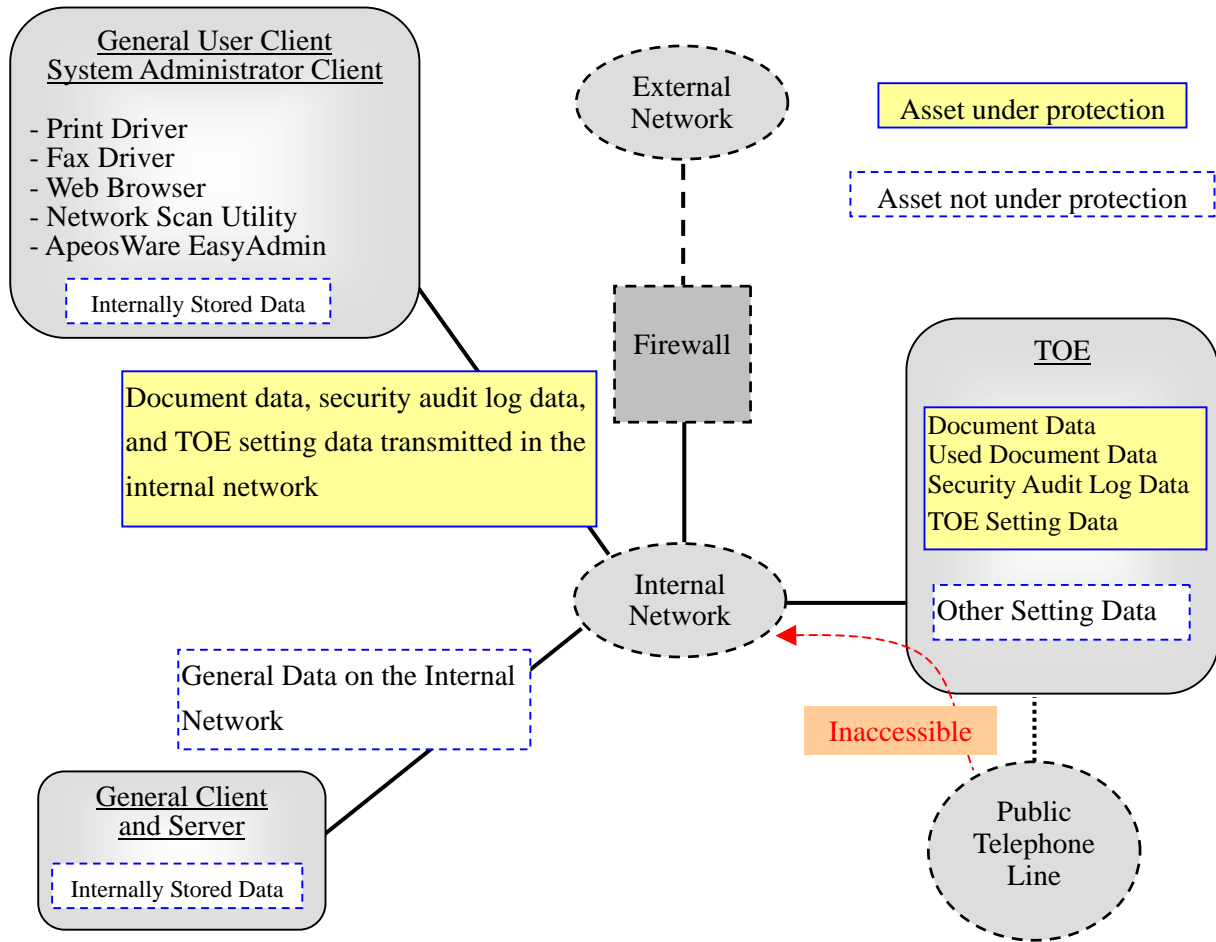 General User Client
System Administrator Client
- Print Driver
- Fax Driver
- Web Browser
- Network Scan Utility
- ApeosWare EasyAdmin
Internally Stored Data
External
Network
Asset under protection
Asset not under protection
Firewall
Document data, security audit log data,
and TOE setting data transmitted in the
internal network
TOE
Document Data
Used Document Data
Security Audit Log Data
TOE Setting Data
Other Setting Data
Internal
Network
General Data on the Internal
Network
Inaccessible
General Client
and Server
Internally Stored Data
Public
Telephone
Line